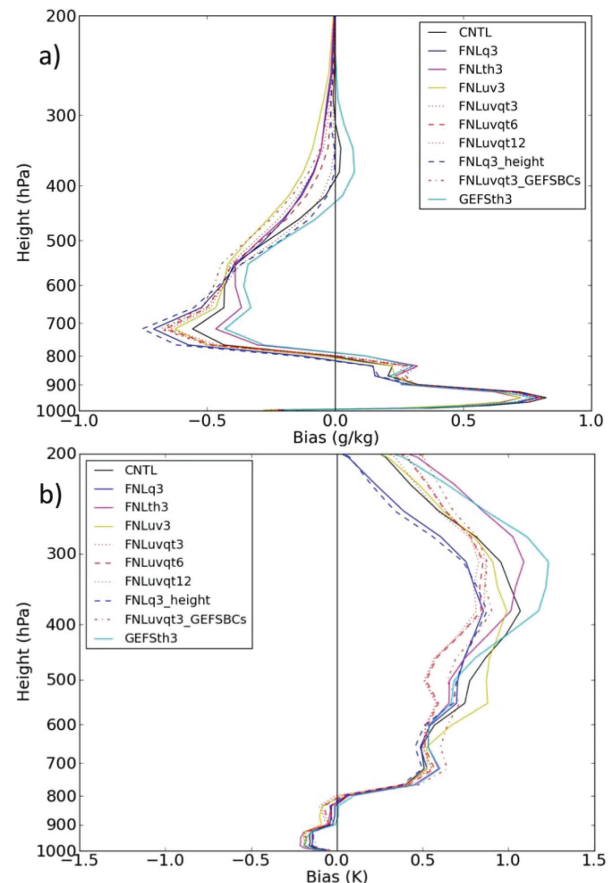 a)
Height (hPa)
200
300
400
500
600
700
800
900
1000
−1.0
−0.5
0.0
0.5
1.0
Bias (g/kg)
CNTL
FNLq3
FNLth3
FNLuv3
FNLuvqt3
FNLuvqt6
FNLuvqt12
FNLq3_height
FNLuvqt3_GEFSBCs
GEFSth3
b)
Height (hPa)
200
300
400
500
600
700
800
900
1000
−1.5
−1.0
−0.5
0.0
0.5
1.0
1.5
Bias (K)
CNTL
FNLq3
FNLth3
FNLuv3
FNLuvqt3
FNLuvqt6
FNLuvqt12
FNLq3_height
FNLuvqt3_GEFSBCs
GEFSth3